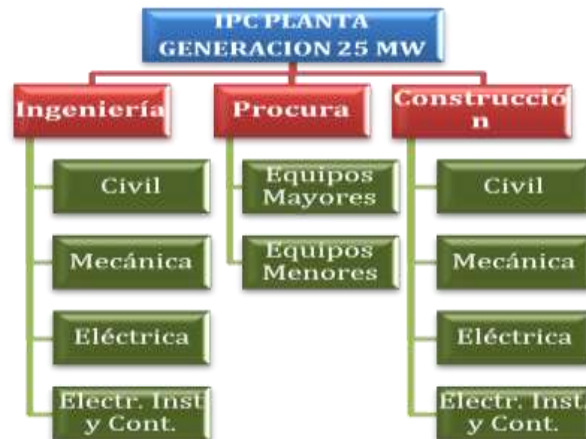 IPC PLANTA
GENERACION 25 MW
Ingeniería
Procura
Construcció
n
Civil
Mecánica
Eléctrica
Electr. Inst.
y Cont.
Equipos
Mayores
Equipos
Menores
Civil
Mecánica
Eléctrica
Electr. Inst.
y Cont.